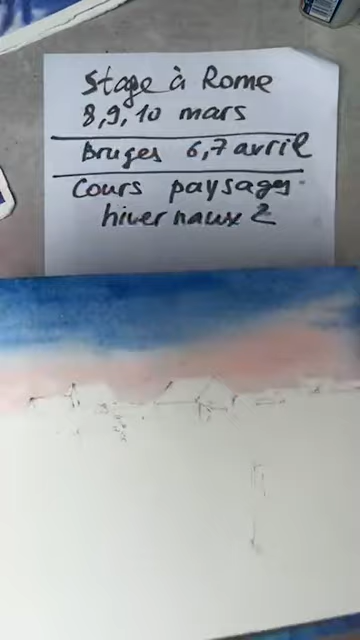 Stage à Rome
8, 9, 10 mars
Bruges 6, 7 avril
Cours paysages
hivernaux 2